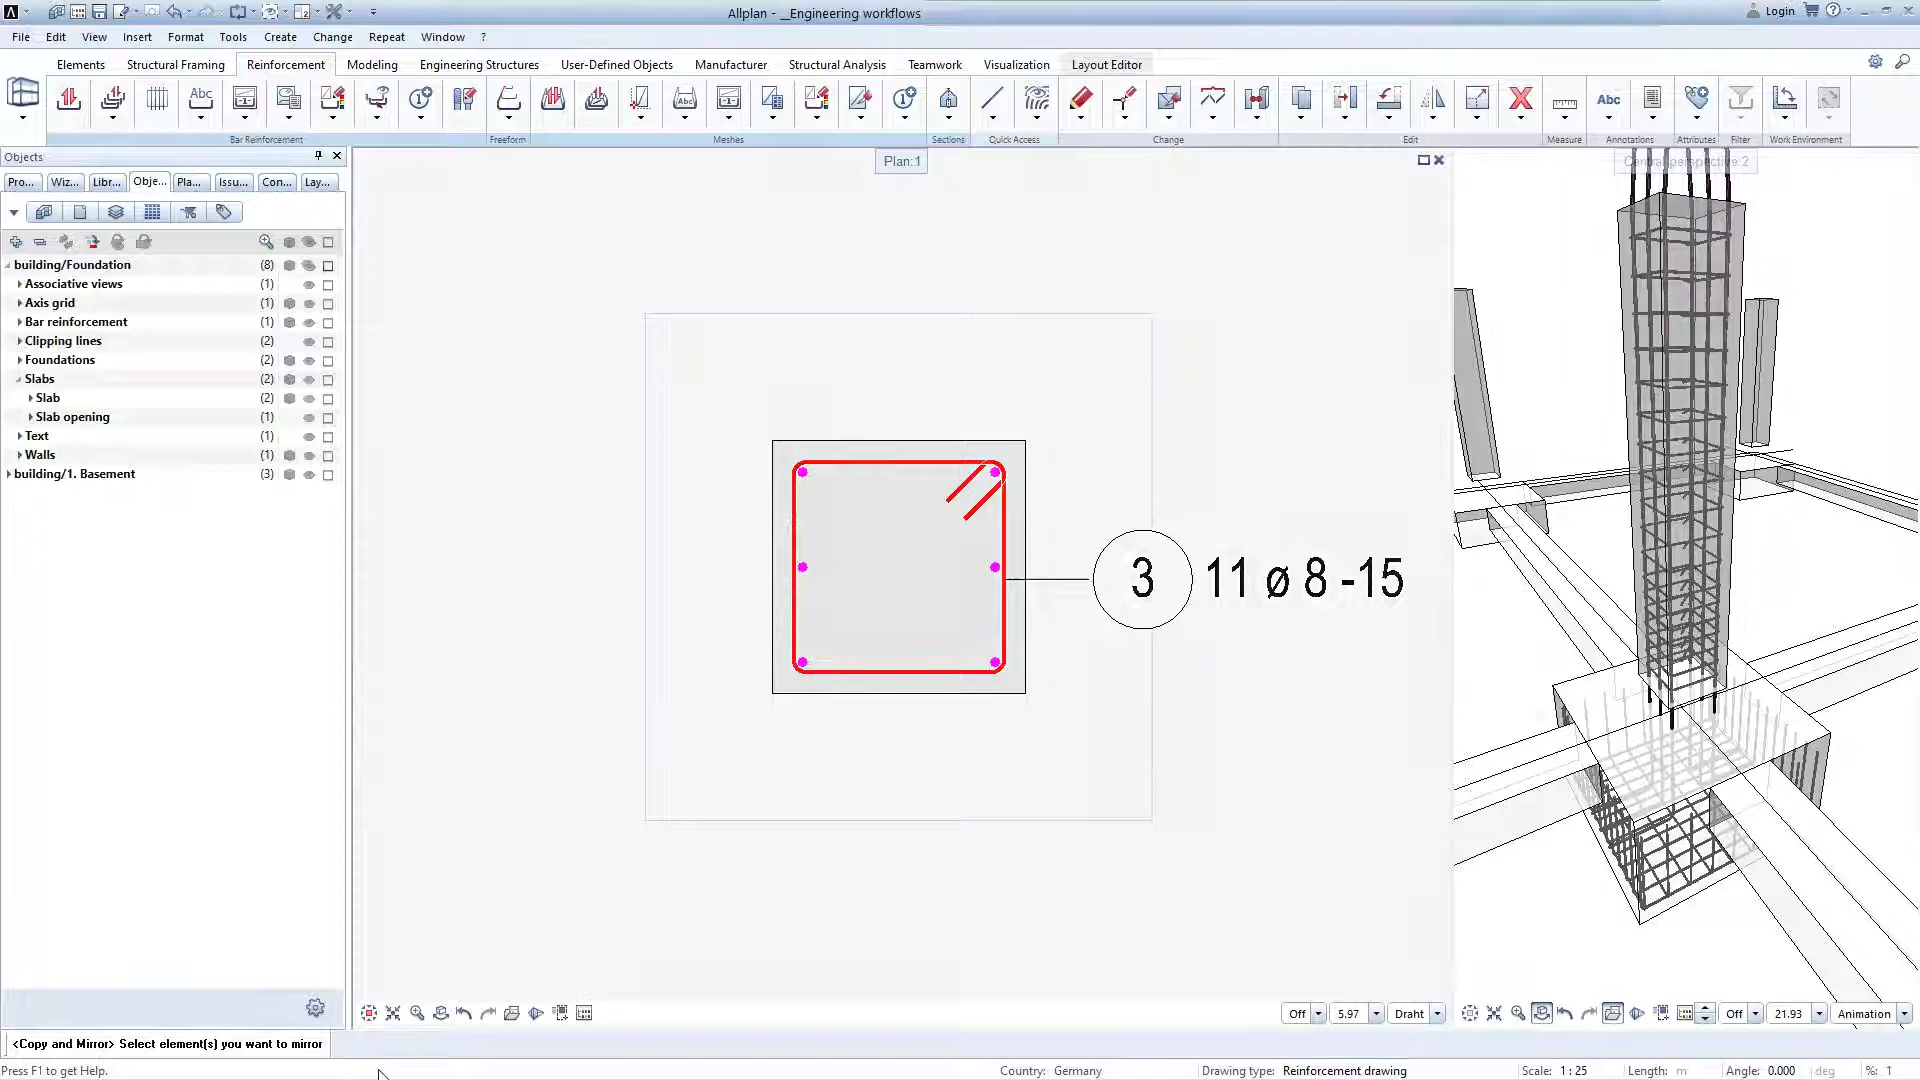 Allplan - __Engineering workflows
Login
File Edit View Insert Format Tools Create Change Repeat Window ?
Elements Structural Framing Reinforcement Modeling Engineering Structures User-Defined Objects Manufacturer Structural Analysis Teamwork Visualization Layout Editor
Bar Reinforcement Freeform Meshes Sections Quick Access Change Edit Measure Annotations Attributes Filter Work Environment
Objects
Pro... Wiz... Libr... Obje... Pla... Issu... Con... Lay...
Plan:1
Central perspective:2
building/Foundation (8)
Associative views (1)
Axis grid (1)
Bar reinforcement (1)
Clipping lines (2)
Foundations (2)
Slabs (2)
Slab (2)
Slab opening (1)
Text (1)
Walls (1)
building/1. Basement (3)
3 11 ø 8 -15
Off 5.97 Draht
Off 21.93 Animation
<Copy and Mirror> Select element(s) you want to mirror
Press F1 to get Help.
Country: Germany Drawing type: Reinforcement drawing Scale: 1 : 25 Length: m Angle: 0.000 deg %: 1